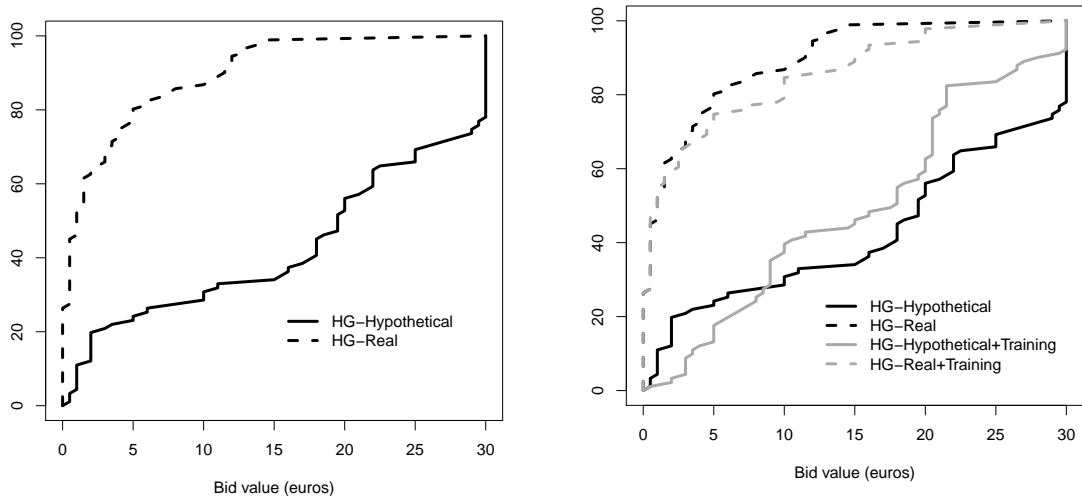 100
80
60
40
20
0
HG−Hypothetical
HG−Real
0 5 10 15 20 25 30
Bid value (euros)
100
80
60
40
20
0
HG−Hypothetical
HG−Real
HG−Hypothetical+Training
HG−Real+Training
0 5 10 15 20 25 30
Bid value (euros)